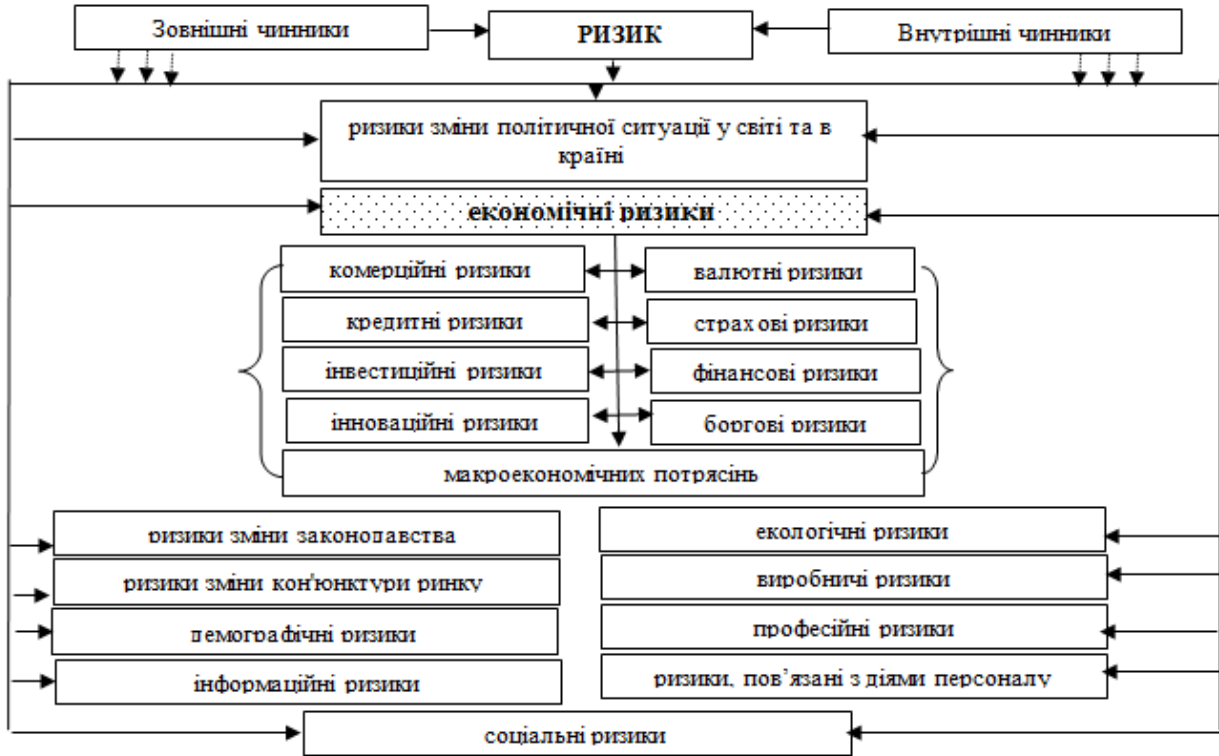 Зовнішні чинники
РИЗИК
Внутрішні чинники
ризики зміни політичної ситуації у світі та в
країні
економічні ризики
комерційні ризики
валютні ризики
кредитні ризики
страхові ризики
інвестиційні ризики
фінансові ризики
інноваційні ризики
боргові ризики
макроекономічних потрясінь
ризики зміни законодавства
екологічні ризики
ризики зміни кон'юнктури ринку
виробничі ризики
демографічні ризики
професійні ризики
інформаційні ризики
ризики, пов’язані з діями персоналу
соціальні ризики